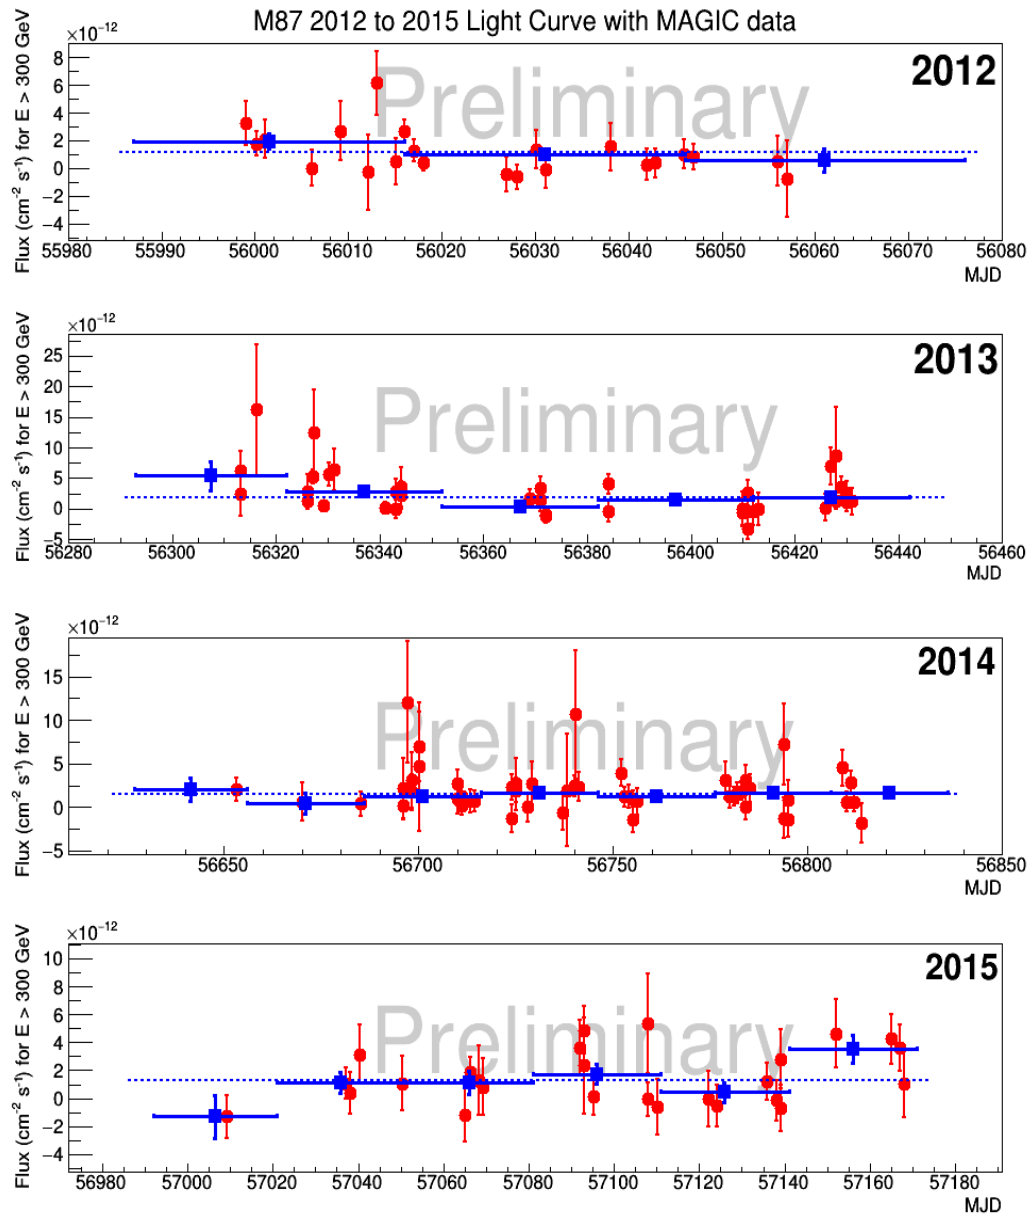 M87 2012 to 2015 Light Curve with MAGIC data
×10⁻¹²
Flux (cm⁻² s⁻¹) for E > 300 GeV
Preliminary
2012
8
6
4
2
0
−2
−4
55980 55990 56000 56010 56020 56030 56040 56050 56060 56070 56080
MJD
×10⁻¹²
Flux (cm⁻² s⁻¹) for E > 300 GeV
Preliminary
2013
25
20
15
10
5
0
−5
56280 56300 56320 56340 56360 56380 56400 56420 56440 56460
MJD
×10⁻¹²
Flux (cm⁻² s⁻¹) for E > 300 GeV
Preliminary
2014
15
10
5
0
−5
56650 56700 56750 56800 56850
MJD
×10⁻¹²
Flux (cm⁻² s⁻¹) for E > 300 GeV
Preliminary
2015
10
8
6
4
2
0
−2
−4
56980 57000 57020 57040 57060 57080 57100 57120 57140 57160 57180
MJD